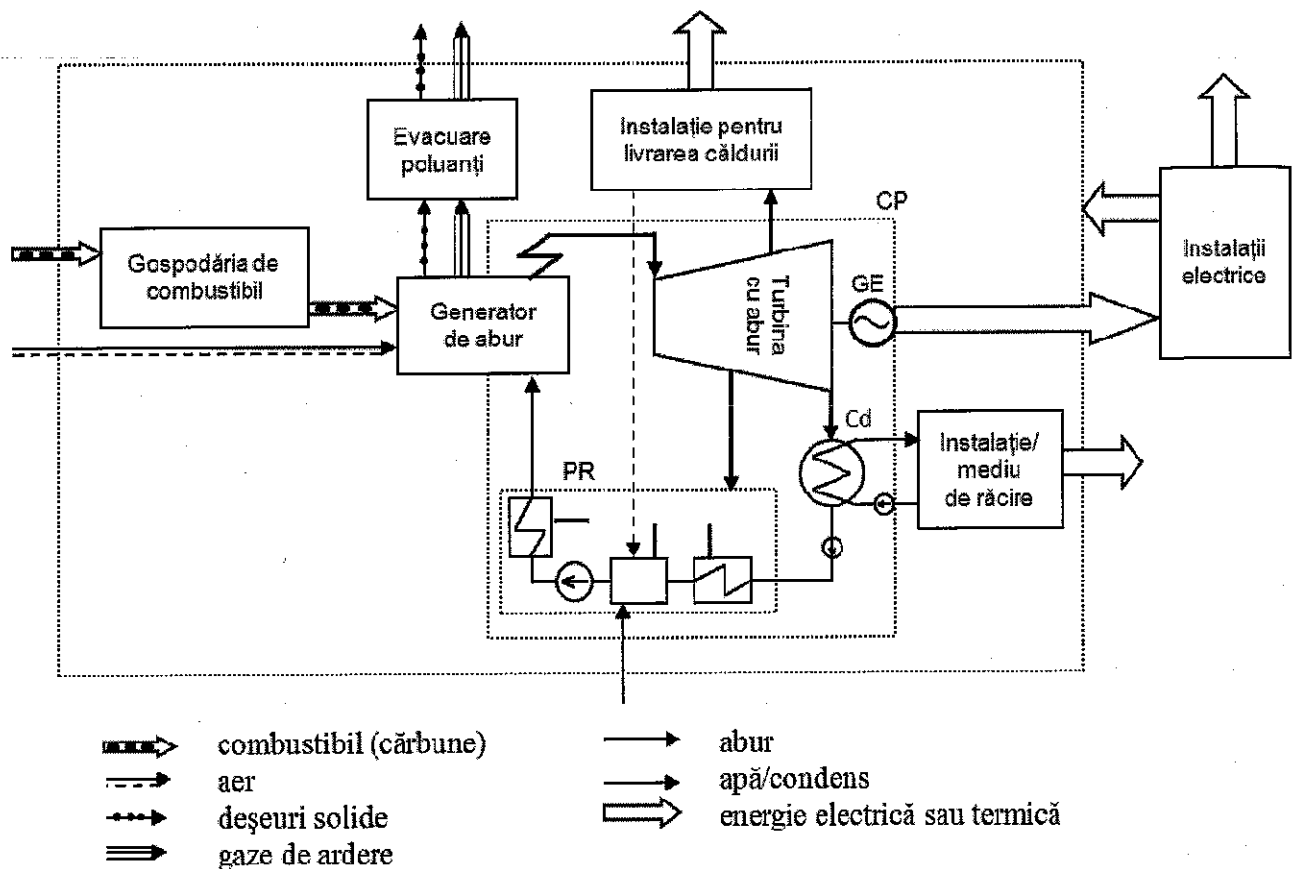 Evacuare
poluanți
Instalație pentru
livrarea căldurii
CP
Gospodăria de
combustibil
Generator
de abur
Turbina
cu abur
GE
Instalații
electrice
Cd
Instalație/
mediu
de răcire
PR
combustibil (cărbune)
aer
deșeuri solide
gaze de ardere
abur
apă/condens
energie electrică sau termică